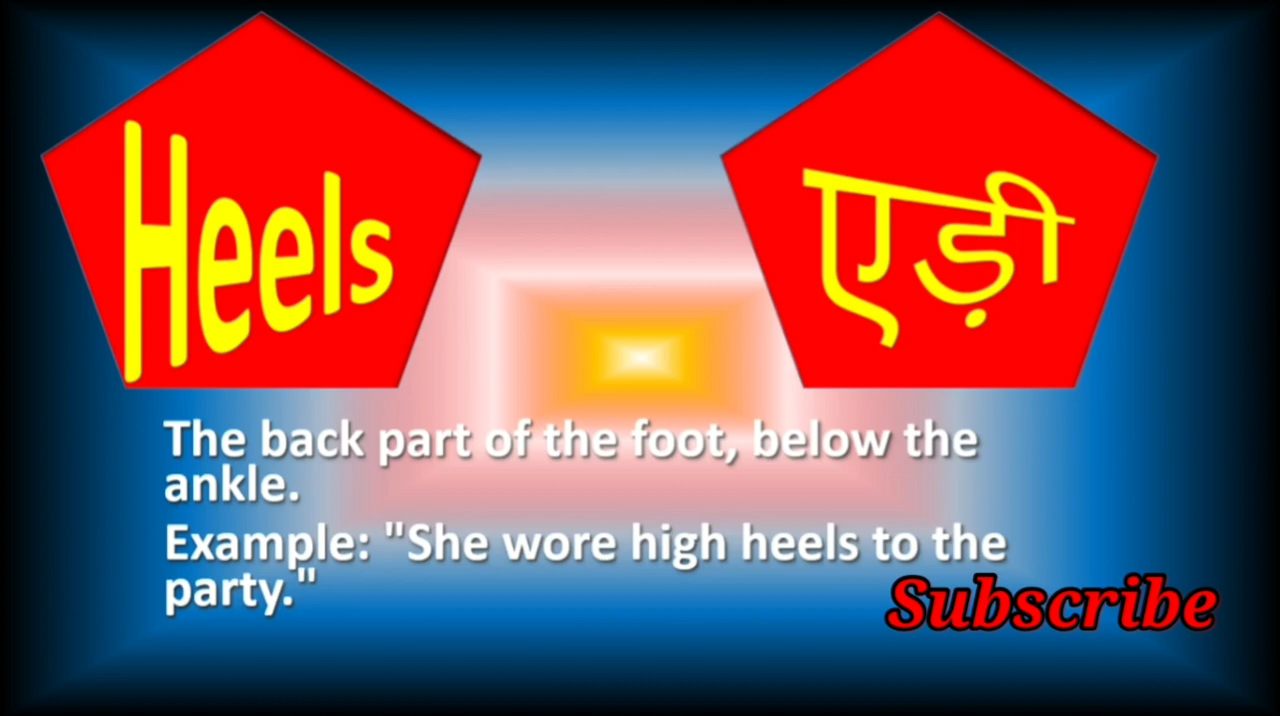 Heels
एड़ी
The back part of the foot, below the
ankle.
Example: "She wore high heels to the
party."
Subscribe